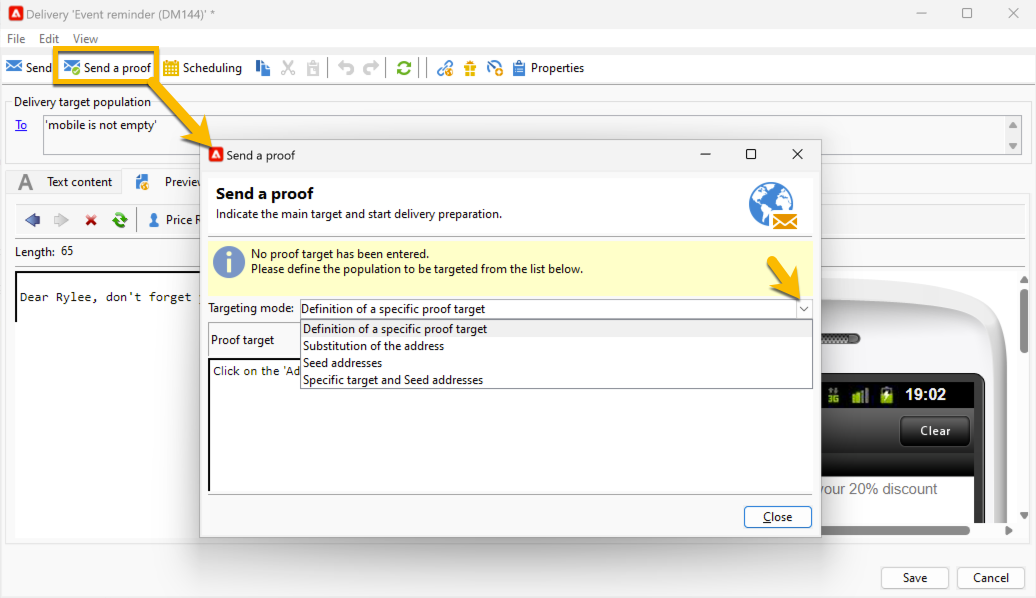 Delivery 'Event reminder (DM144)' *
File Edit View
Send Send a proof Scheduling Properties
Delivery target population
To 'mobile is not empty'
Send a proof
Text content
Send a proof
Indicate the main target and start delivery preparation.
Length: 65
No proof target has been entered.
Please define the population to be targeted from the list below.
Dear Rylee, don't forget
Targeting mode: Definition of a specific proof target
Definition of a specific proof target
Proof target
Substitution of the address
Seed addresses
Click on the
Specific target and Seed addresses
3G 19:02
Clear
your 20% discount
Close
Save Cancel